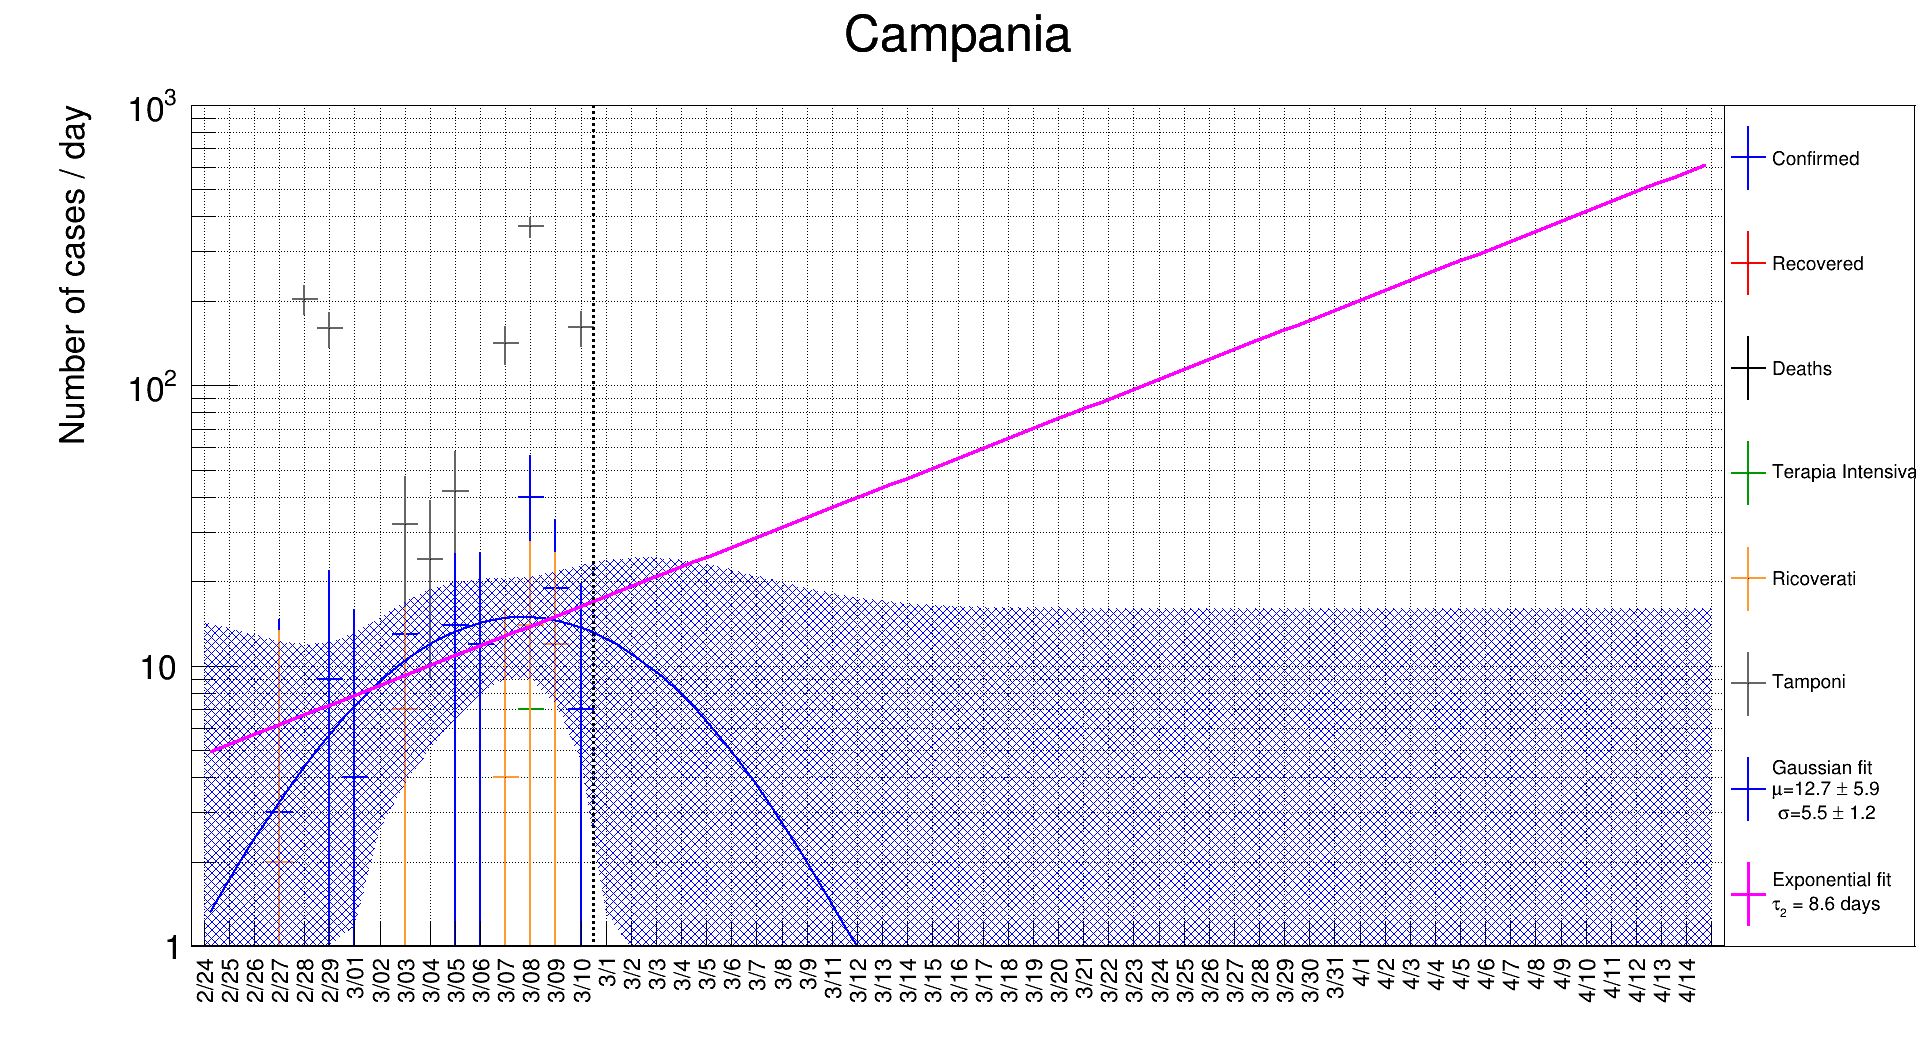 Campania
Number of cases / day
10³
10²
10
1
2/24 2/25 2/26 2/27 2/28 2/29 3/01 3/02 3/03 3/04 3/05 3/06 3/07 3/08 3/09 3/10 3/1 3/2 3/3 3/4 3/5 3/6 3/7 3/8 3/9 3/11 3/12 3/13 3/14 3/15 3/16 3/17 3/18 3/19 3/20 3/21 3/22 3/23 3/24 3/25 3/26 3/27 3/28 3/29 3/30 3/31 4/1 4/2 4/3 4/4 4/5 4/6 4/7 4/8 4/9 4/10 4/11 4/12 4/13 4/14
Confirmed
Recovered
Deaths
Terapia Intensiva
Ricoverati
Tamponi
Gaussian fit
μ=12.7 ± 5.9
σ=5.5 ± 1.2
Exponential fit
τ₂ = 8.6 days